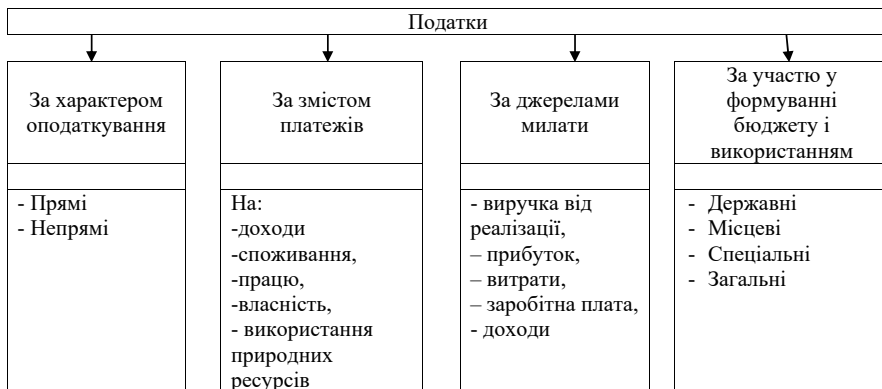 Податки
За характером
оподаткування
За змістом
платежів
За джерелами
милати
За участю у
формуванні
бюджету і
використанням
- Прямі
- Непрямі
На:
-доходи
-споживання,
-працю,
-власність,
- використання
природних
ресурсів
- виручка від
реалізації,
– прибуток,
– витрати,
– заробітна плата,
- доходи
- Державні
- Місцеві
- Спеціальні
- Загальні